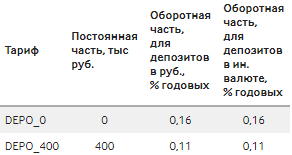 Тариф
Постоянная
часть, тыс
руб.
Оборотная
часть,
для
депозитов
в руб.,
% годовых
Оборотная
часть,
для
депозитов
в ин.
валюте,
% годовых
DEPO_0 0 0,16 0,16
DEPO_400 400 0,11 0,11